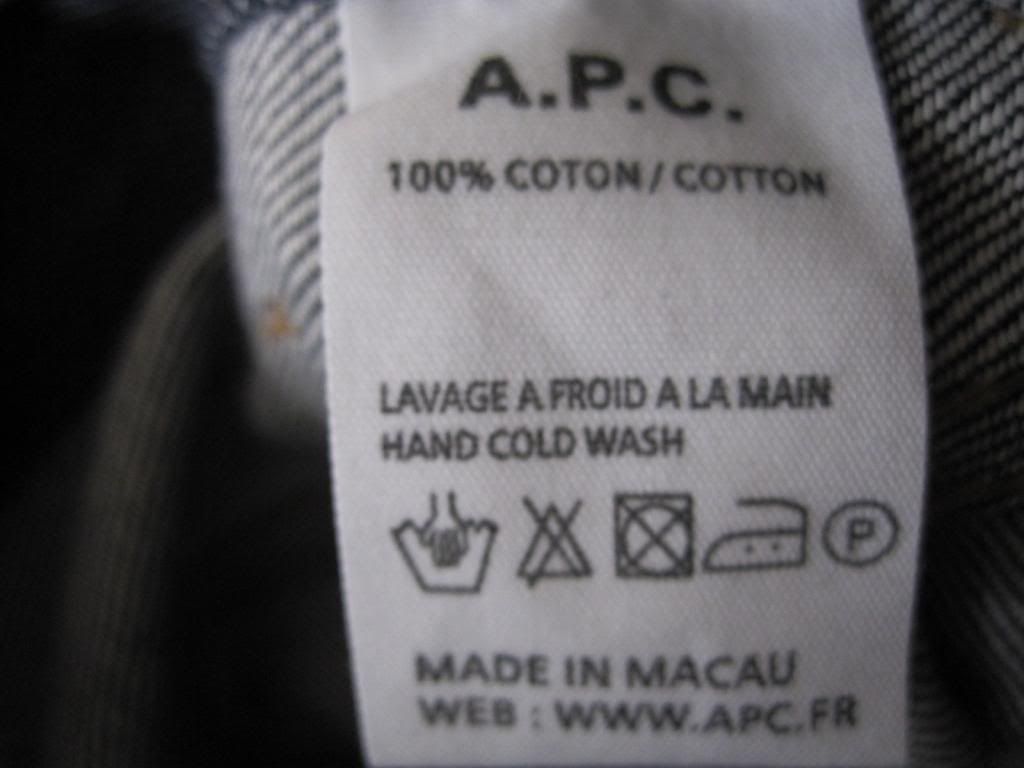 A.P.C.
100% COTON / COTTON
LAVAGE A FROID A LA MAIN
HAND COLD WASH
P
MADE IN MACAU
WEB : WWW.APC.FR